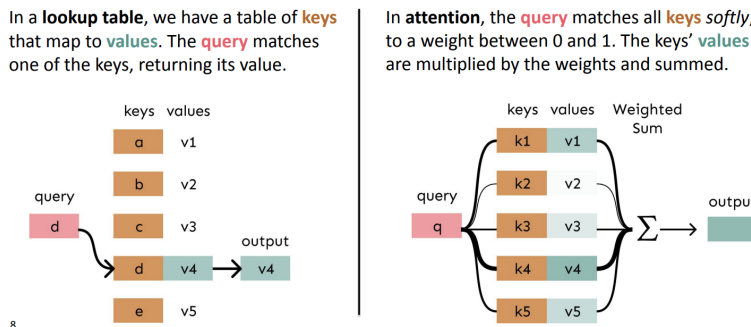 In a lookup table, we have a table of keys
that map to values. The query matches
one of the keys, returning its value.
keys values
a v1
b v2
query
c v3
d
output
d v4 v4
e v5
8
In attention, the query matches all keys softly,
to a weight between 0 and 1. The keys' values
are multiplied by the weights and summed.
keys values Weighted
Sum
k1 v1
k2 v2
query
q k3 v3
Σ
outpu
k4 v4
k5 v5